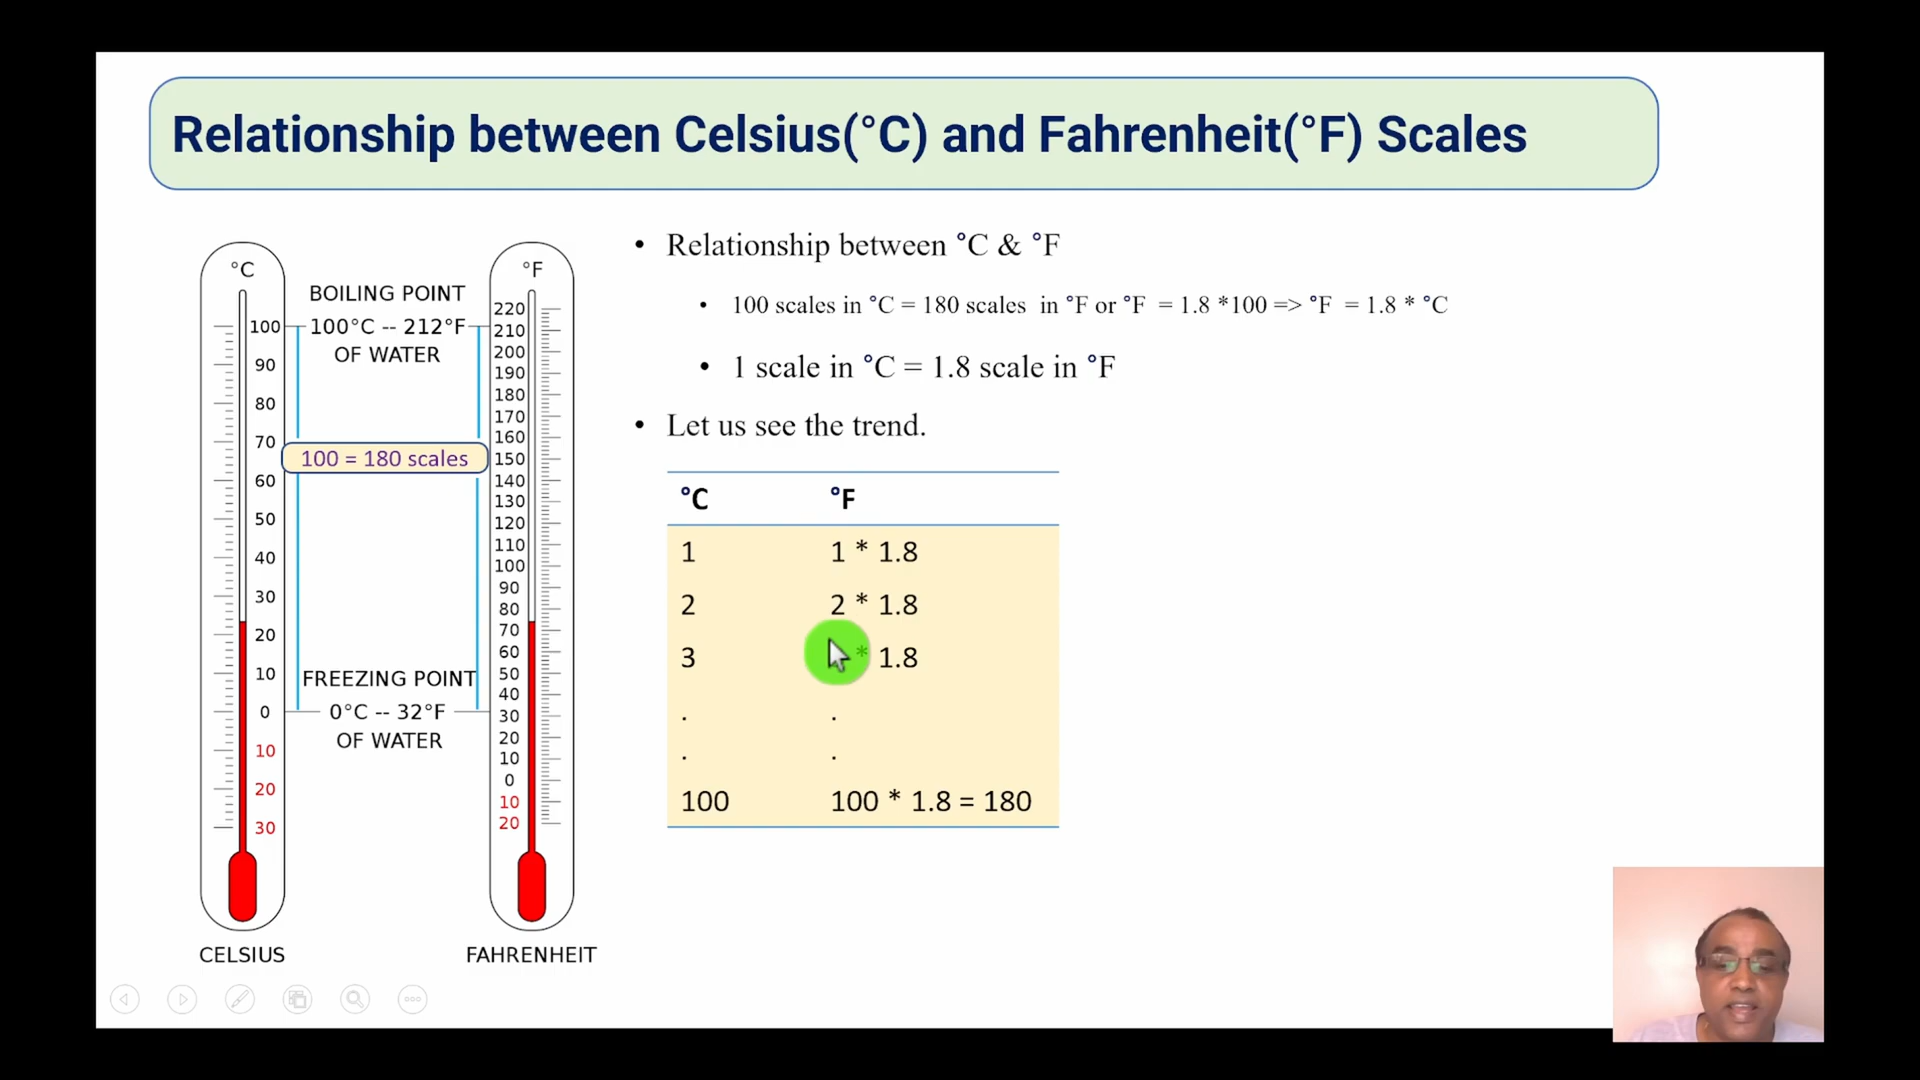 Relationship between Celsius(°C) and Fahrenheit(°F) Scales
• Relationship between °C & °F
• 100 scales in °C = 180 scales in °F or °F = 1.8 *100 => °F = 1.8 * °C
• 1 scale in °C = 1.8 scale in °F
• Let us see the trend.
°C °F
1 1 * 1.8
2 2 * 1.8
3 * 1.8
. .
. .
100 100 * 1.8 = 180
°C
100
90
80
70
60
50
40
30
20
10
0
10
20
30
CELSIUS
BOILING POINT
100°C -- 212°F
OF WATER
100 = 180 scales
FREEZING POINT
0°C -- 32°F
OF WATER
°F
220
210
200
190
180
170
160
150
140
130
120
110
100
90
80
70
60
50
40
30
20
10
0
10
20
FAHRENHEIT